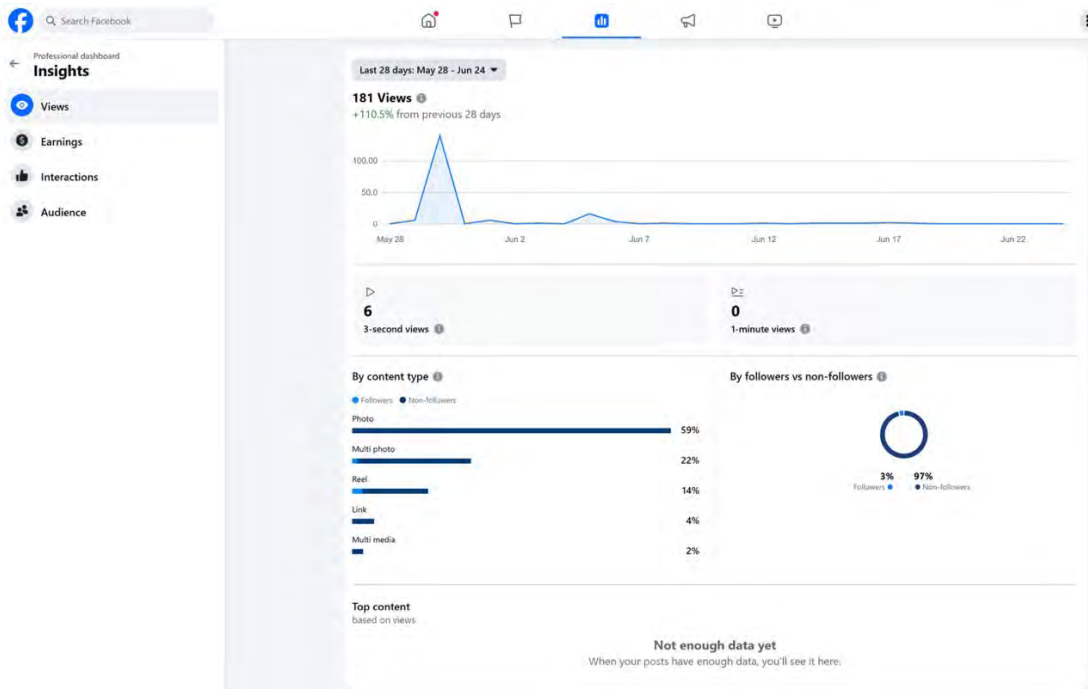 Search Facebook
Professional dashboard
Insights
Views
Earnings
Interactions
Audience
Last 28 days: May 28 - Jun 24
181 Views
+110.5% from previous 28 days
100.00
50.0
0
May 28 Jun 2 Jun 7 Jun 12 Jun 17 Jun 22
6
3-second views
0
1-minute views
By content type
Followers Non-followers
Photo
59%
Multi photo
22%
Reel
14%
Link
4%
Multi media
2%
By followers vs non-followers
3% 97%
Followers Non-followers
Top content
based on views
Not enough data yet
When your posts have enough data, you'll see it here.